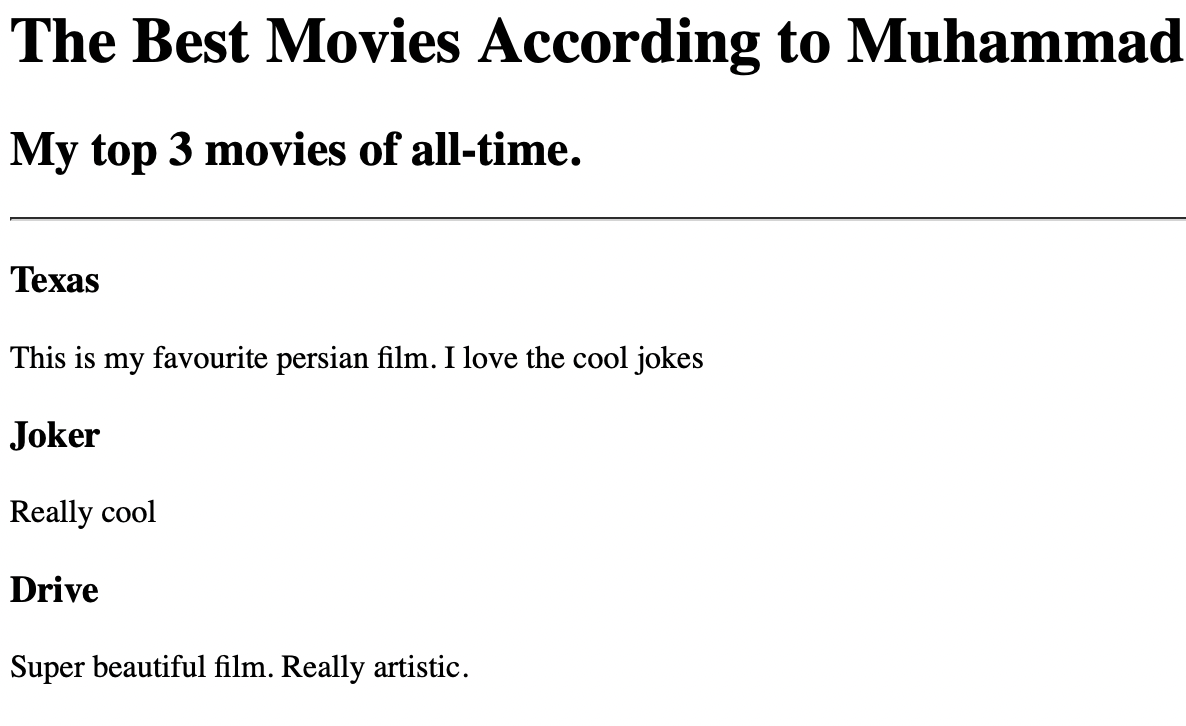 The Best Movies According to Muhammad
My top 3 movies of all-time.
Texas
This is my favourite persian film. I love the cool jokes
Joker
Really cool
Drive
Super beautiful film. Really artistic.